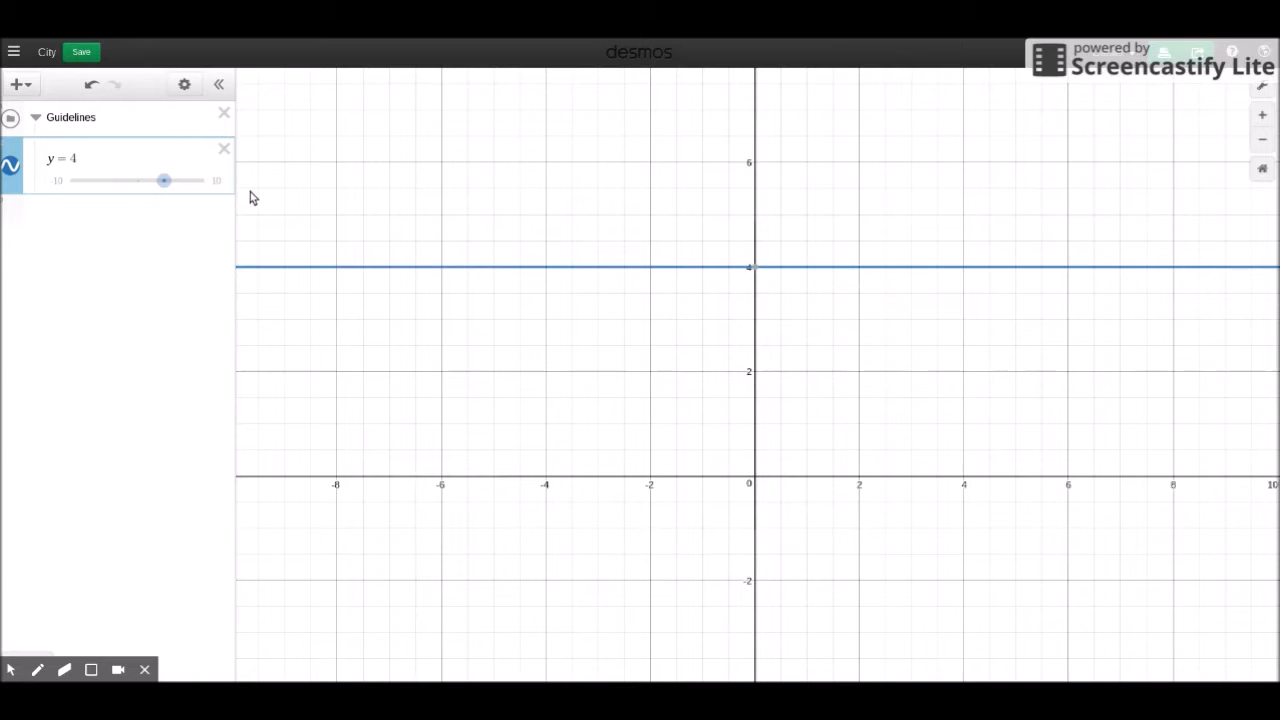 City Save desmos
powered by
Screencastify Lite
Guidelines
y = 4
-10 10
6
4
2
-8 -6 -4 -2 0 2 4 6 8 10
-2